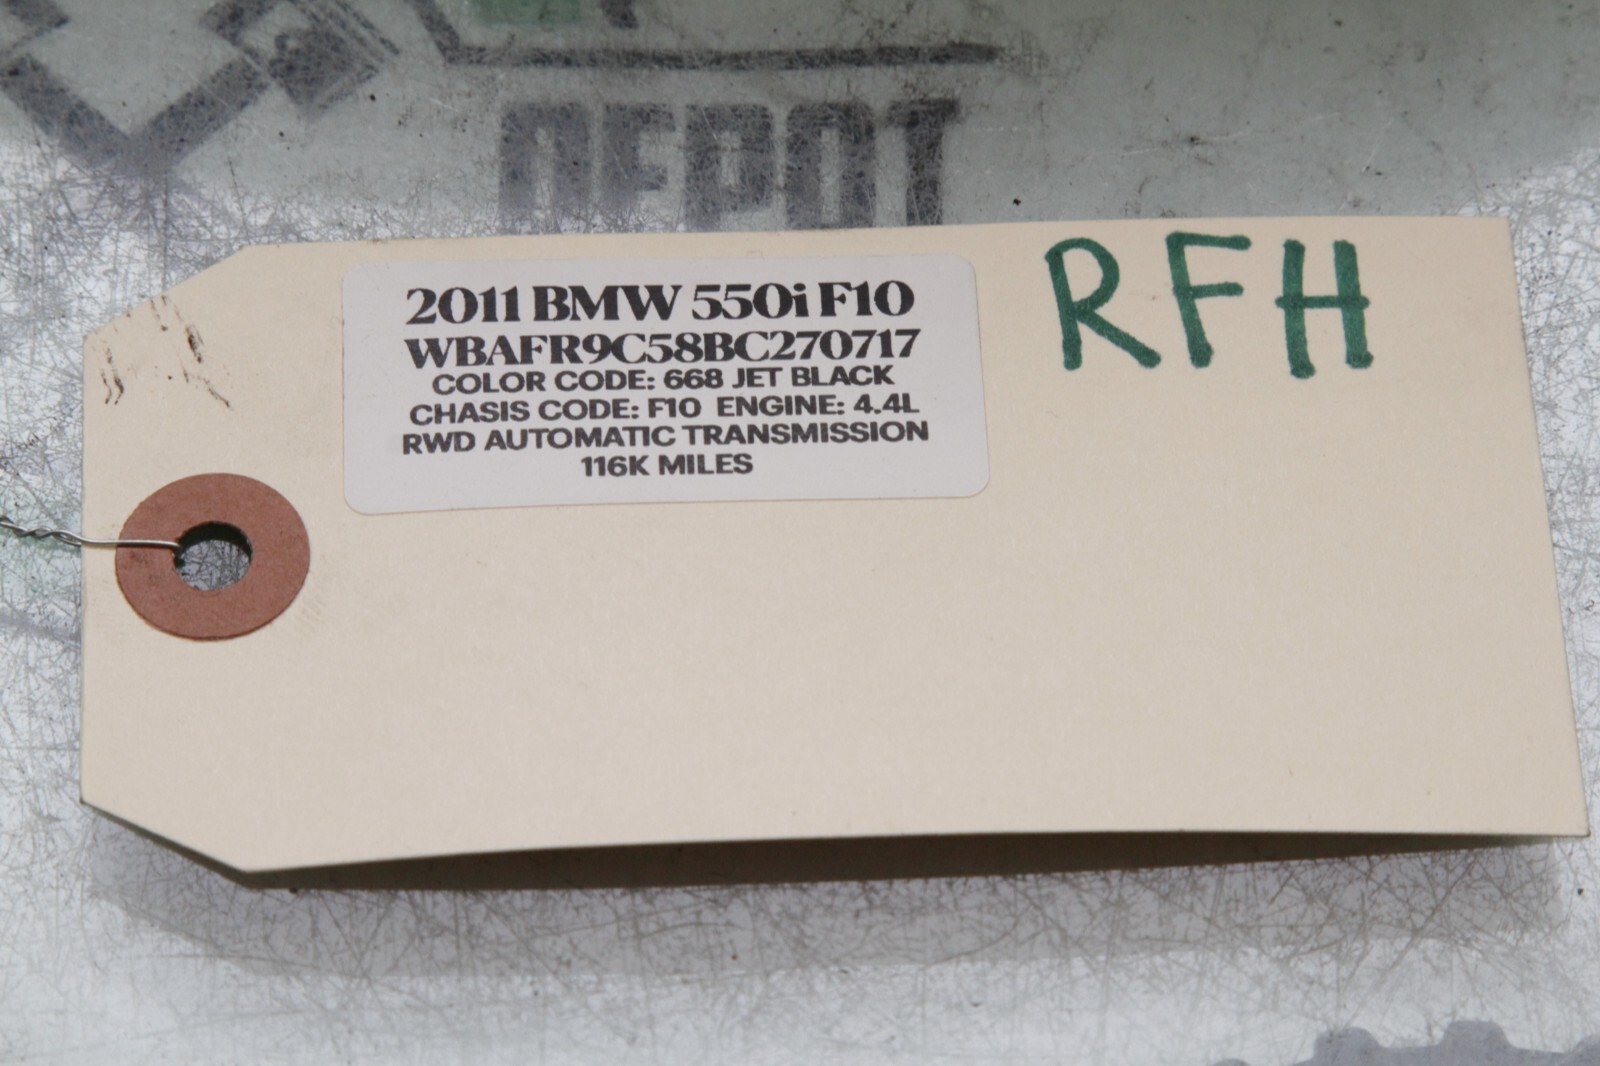 DEPOT
RFH
2011 BMW 550i F10
WBAFR9C58BC270717
COLOR CODE: 668 JET BLACK
CHASIS CODE: F10 ENGINE: 4.4L
RWD AUTOMATIC TRANSMISSION
116K MILES